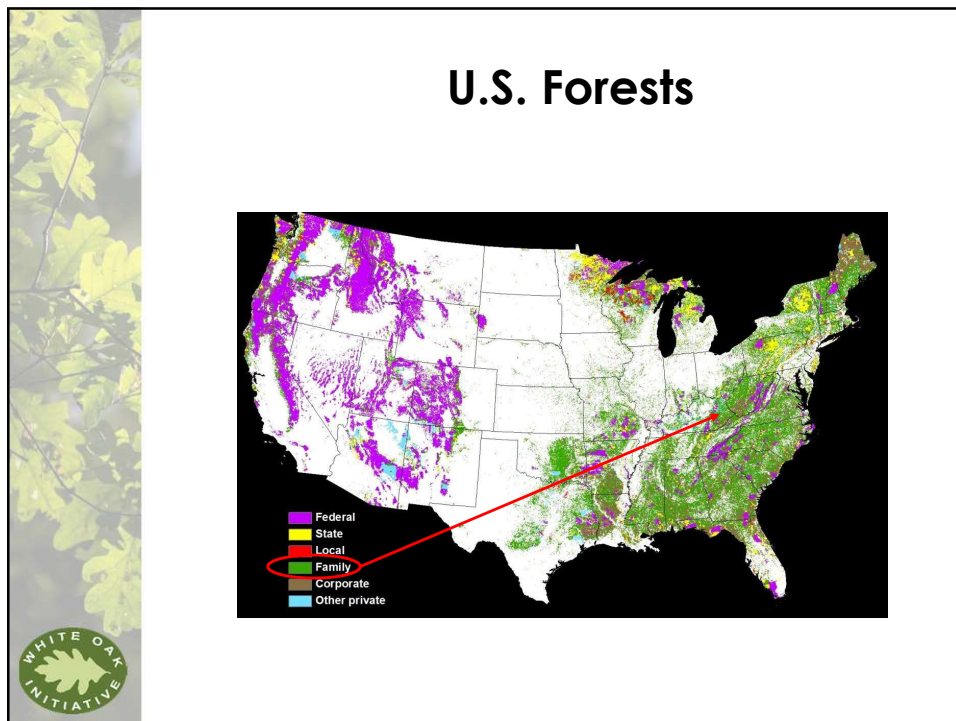 U.S. Forests
Federal
State
Local
Family
Corporate
Other private
WHITE OAK
INITIATIVE